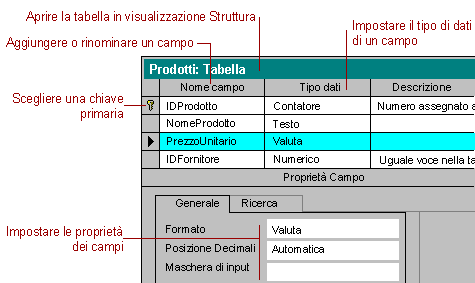 Aprire la tabella in visualizzazione Struttura
Impostare il tipo di dati
di un campo
Aggiungere o rinominare un campo
Prodotti: Tabella
Nome campo Tipo dati Descrizione
Scegliere una chiave
primaria
IDProdotto Contatore Numero assegnato a
NomeProdotto Testo
PrezzoUnitario Valuta
IDFornitore Numerico Uguale voce nella ta
Proprietà Campo
Generale Ricerca
Impostare le proprietà
dei campi
Formato Valuta
Posizione Decimali Automatica
Maschera di input